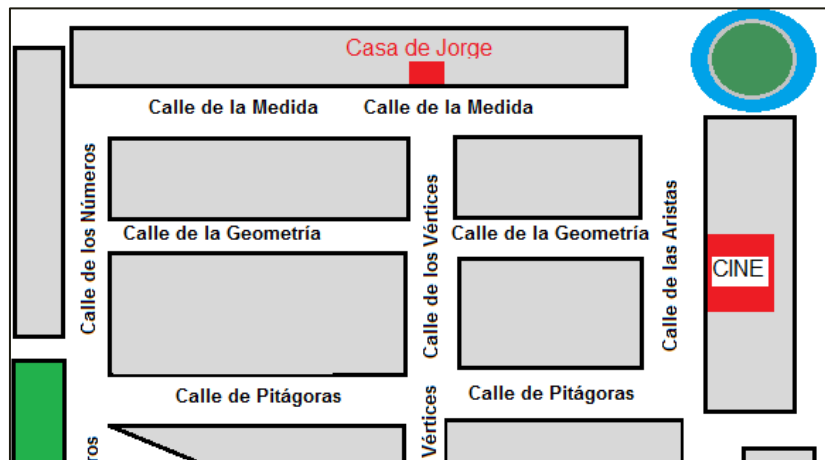 Casa de Jorge
Calle de la Medida
Calle de la Medida
Calle de los Números
Calle de los Vértices
Calle de las Aristas
Calle de la Geometría
Calle de la Geometría
CINE
Calle de Pitágoras
Calle de Pitágoras
Vértices
ros